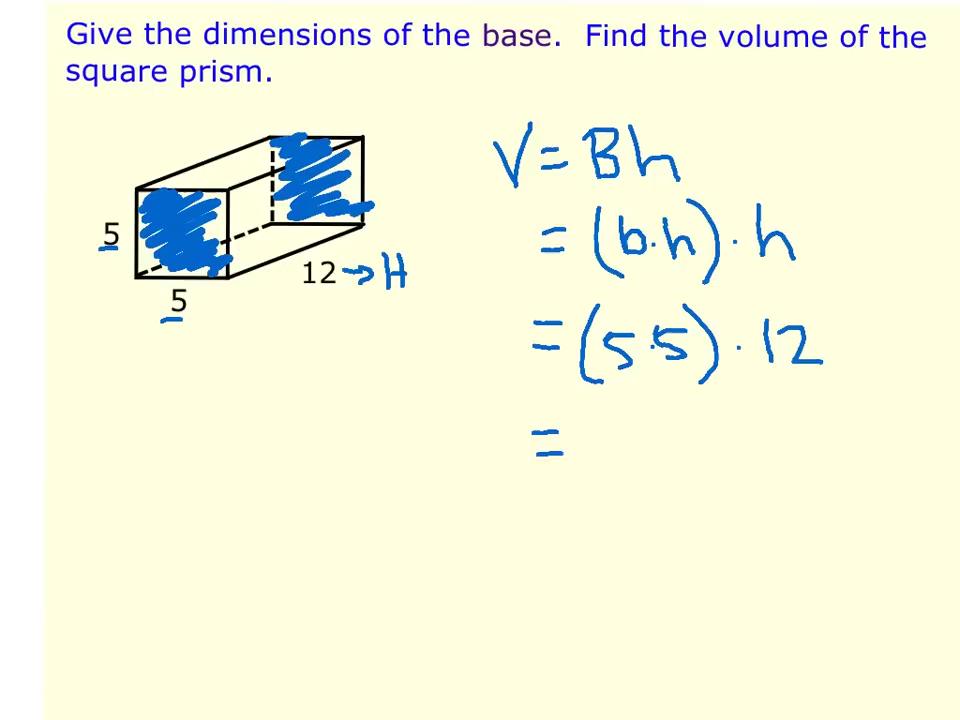 Give the dimensions of the base. Find the volume of the
square prism.
V = Bh
= (b·h) · h
5
12 → H
5
= (5·5) · 12
=